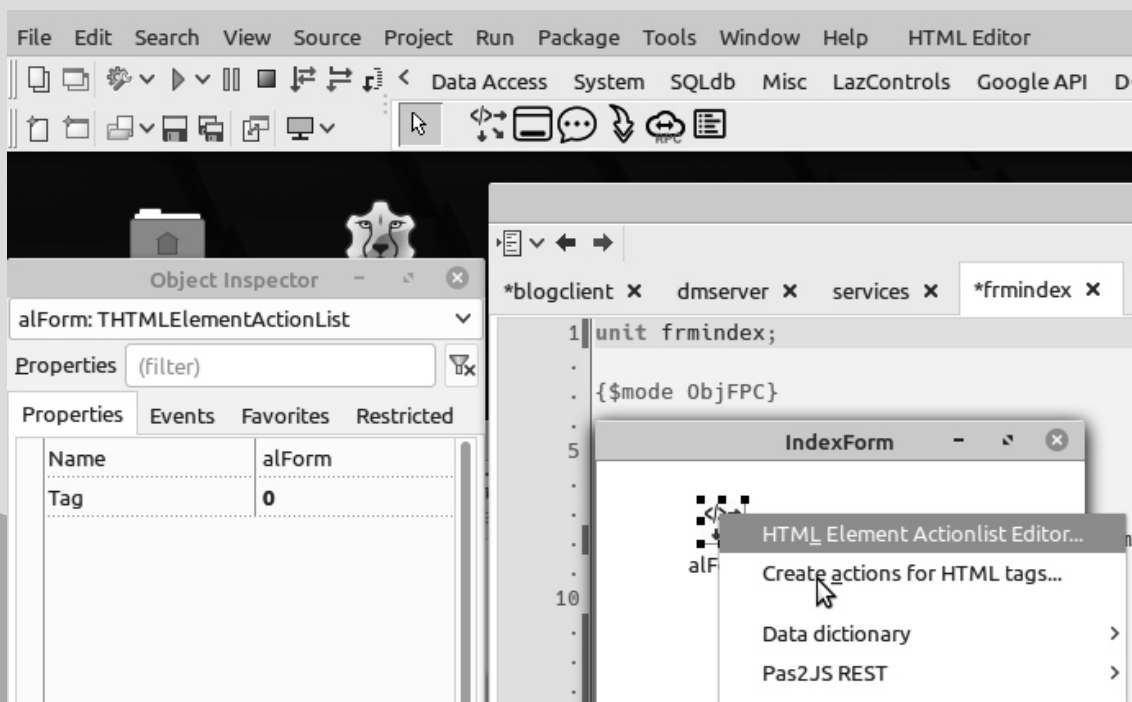 File Edit Search View Source Project Run Package Tools Window Help HTML Editor
Data Access System SQLdb Misc LazControls Google API
RPC
Object Inspector
alForm: THTMLElementActionList
Properties (filter)
Properties Events Favorites Restricted
Name alForm
Tag 0
*blogclient dmserver services *frmindex
1 unit frmindex;
{$mode ObjFPC}
5
IndexForm
alF
HTML Element Actionlist Editor...
Create actions for HTML tags...
10
Data dictionary
Pas2JS REST